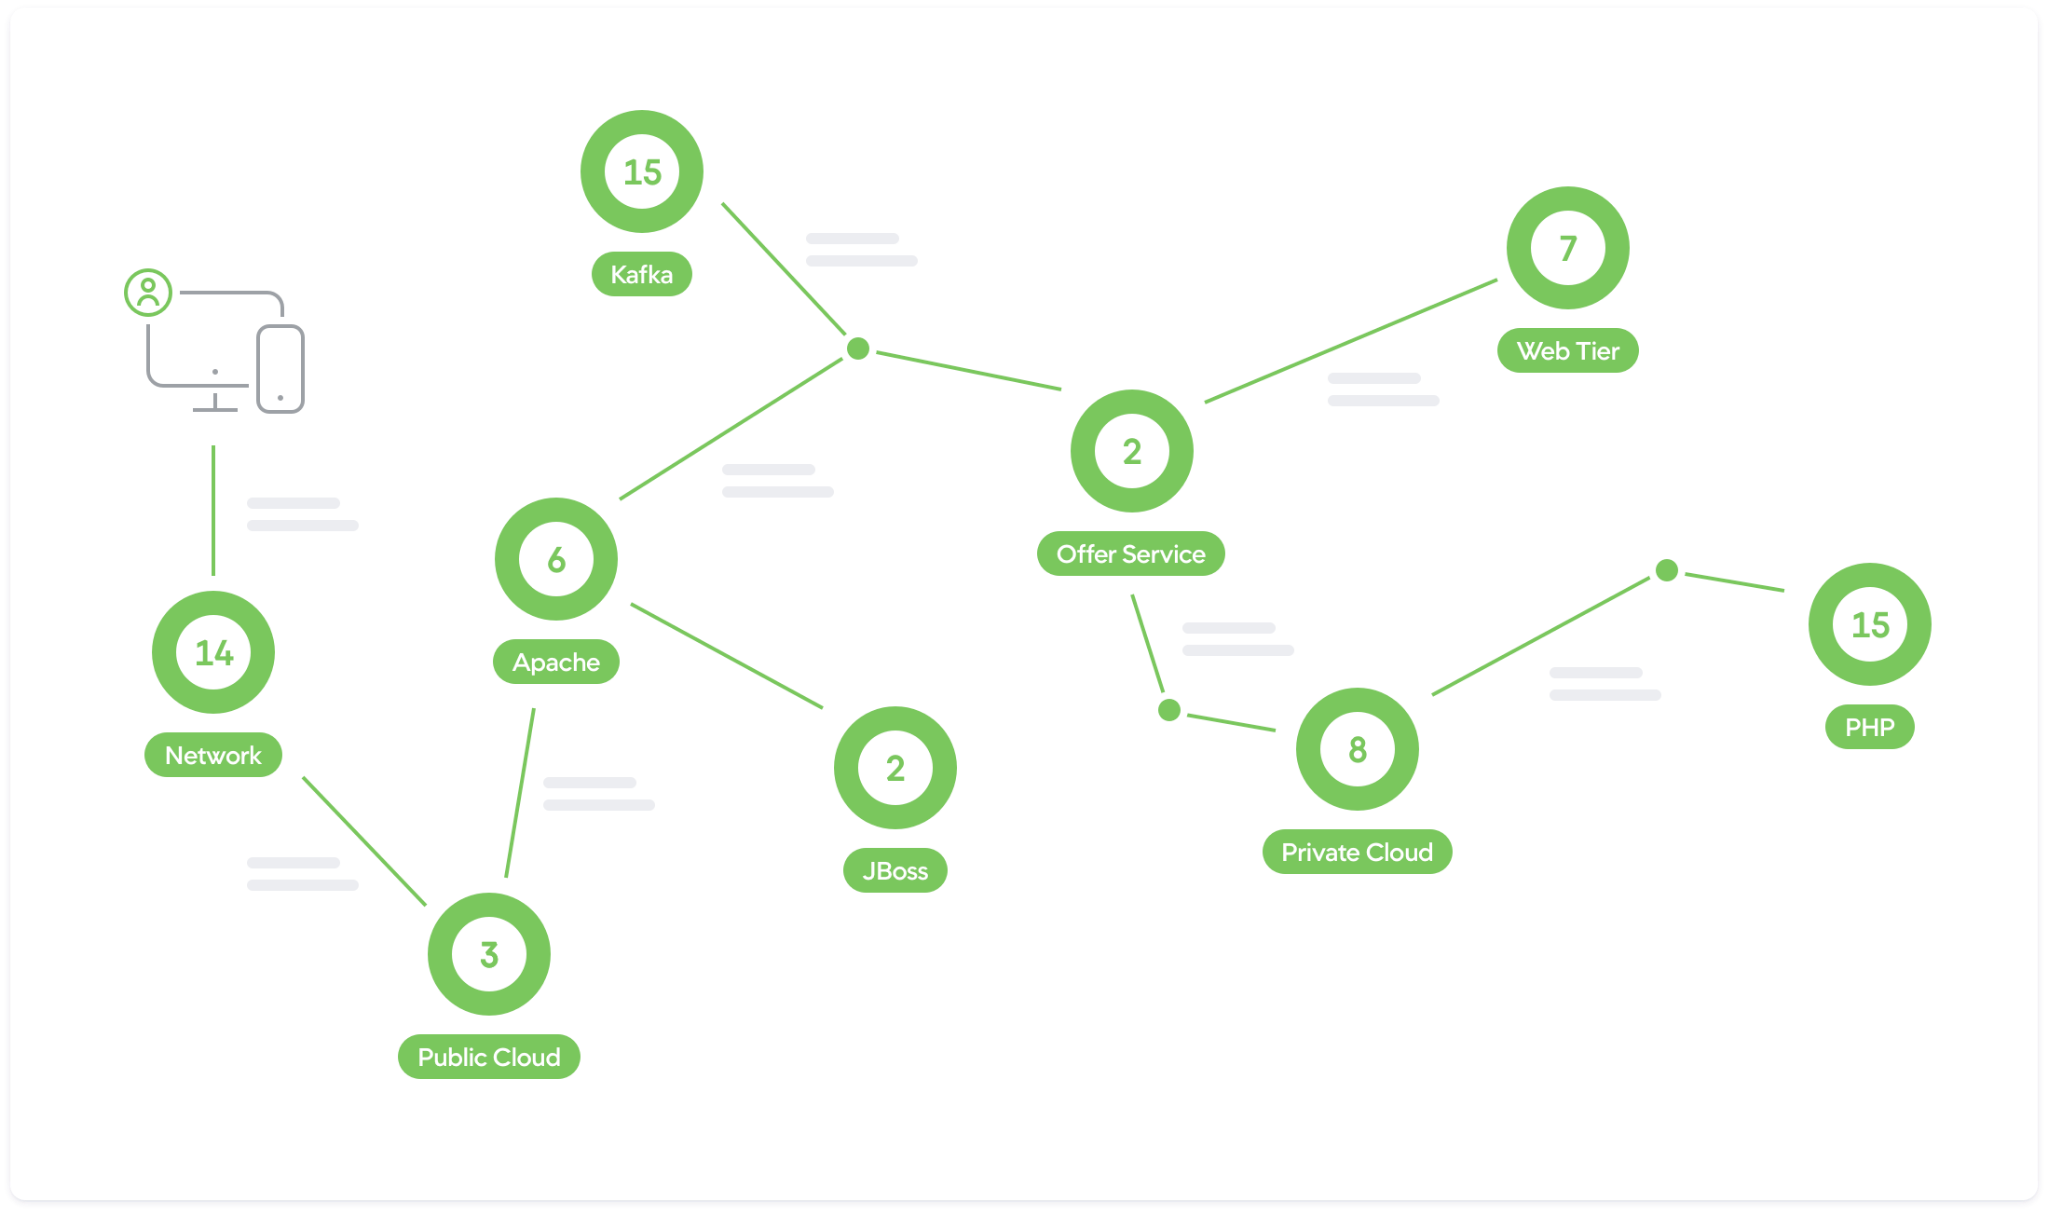 15
Kafka
7
Web Tier
2
Offer Service
6
Apache
14
Network
15
PHP
2
JBoss
8
Private Cloud
3
Public Cloud